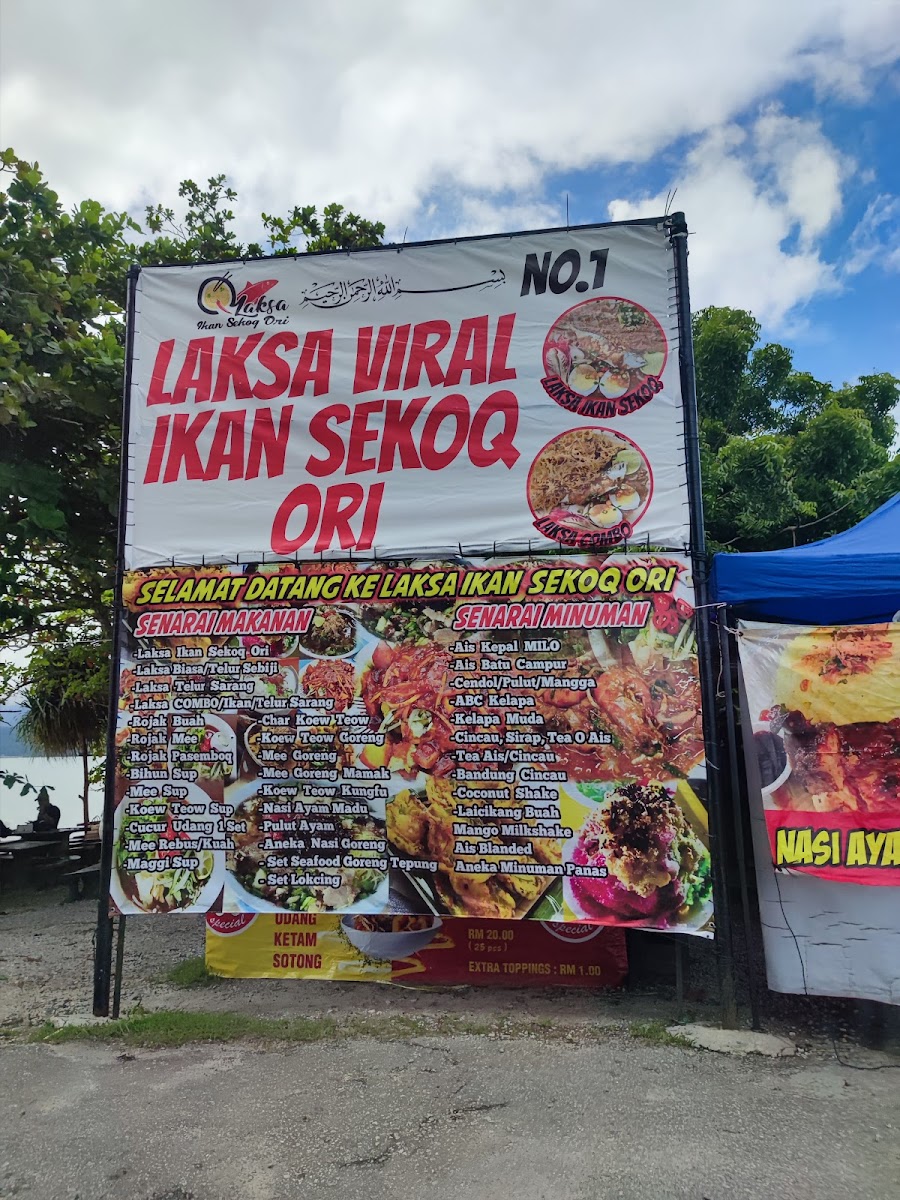 Laksa
Ikan Sekoq Ori
بِسْمِ اللَّهِ الرَّحْمَنِ الرَّحِيمِ
NO.1
LAKSA VIRAL
IKAN SEKOQ
ORI
LAKSA IKAN SEKOQ
LAKSA COMBO
SELAMAT DATANG KE LAKSA IKAN SEKOQ ORI
SENARAI MAKANAN
-Laksa Ikan Sekoq Ori
-Laksa Biasa/Telur Sebiji
-Laksa Telur Sarang
-Laksa COMBO/Ikan/Telur Sarang
-Rojak Buah
-Rojak Mee
-Rojak Pasemboq
-Bihun Sup
-Mee Sup
-Koew Teow Sup
-Cucur Udang 1 Set
-Mee Rebus/Kuah
-Maggi Sup
-Char Koew Teow
-Koew Teow Goreng
-Mee Goreng
-Mee Goreng Mamak
-Koew Teow Kungfu
-Nasi Ayam Madu
-Pulut Ayam
-Aneka Nasi Goreng
-Set Seafood Goreng Tepung
- Set Lokcing
SENARAI MINUMAN
-Ais Kepal MILO
-Ais Batu Campur
-Cendol/Pulut/Mangga
-ABC Kelapa
-Kelapa Muda
-Cincau, Sirap, Tea O Ais
-Tea Ais/Cincau
-Bandung Cincau
-Coconut Shake
-Laicikang Buah
Mango Milkshake
Ais Blanded
Aneka Minuman Panas
Special
UDANG
KETAM
SOTONG
RM 20.00
( 25 pcs )
EXTRA TOPPINGS : RM 1.00
Special
NASI AYA